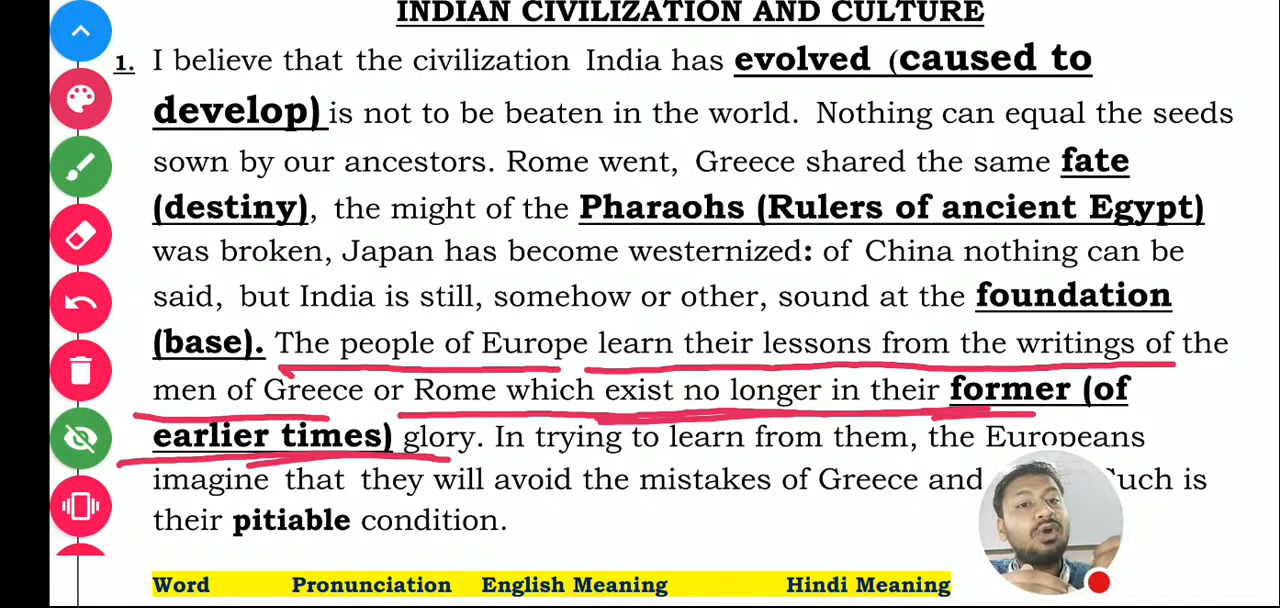 INDIAN CIVILIZATION AND CULTURE
1. I believe that the civilization India has evolved (caused to
develop) is not to be beaten in the world. Nothing can equal the seeds
sown by our ancestors. Rome went, Greece shared the same fate
(destiny), the might of the Pharaohs (Rulers of ancient Egypt)
was broken, Japan has become westernized: of China nothing can be
said, but India is still, somehow or other, sound at the foundation
(base). The people of Europe learn their lessons from the writings of the
men of Greece or Rome which exist no longer in their former (of
earlier times) glory. In trying to learn from them, the Europeans
imagine that they will avoid the mistakes of Greece and uch is
their pitiable condition.
Word Pronunciation English Meaning Hindi Meaning